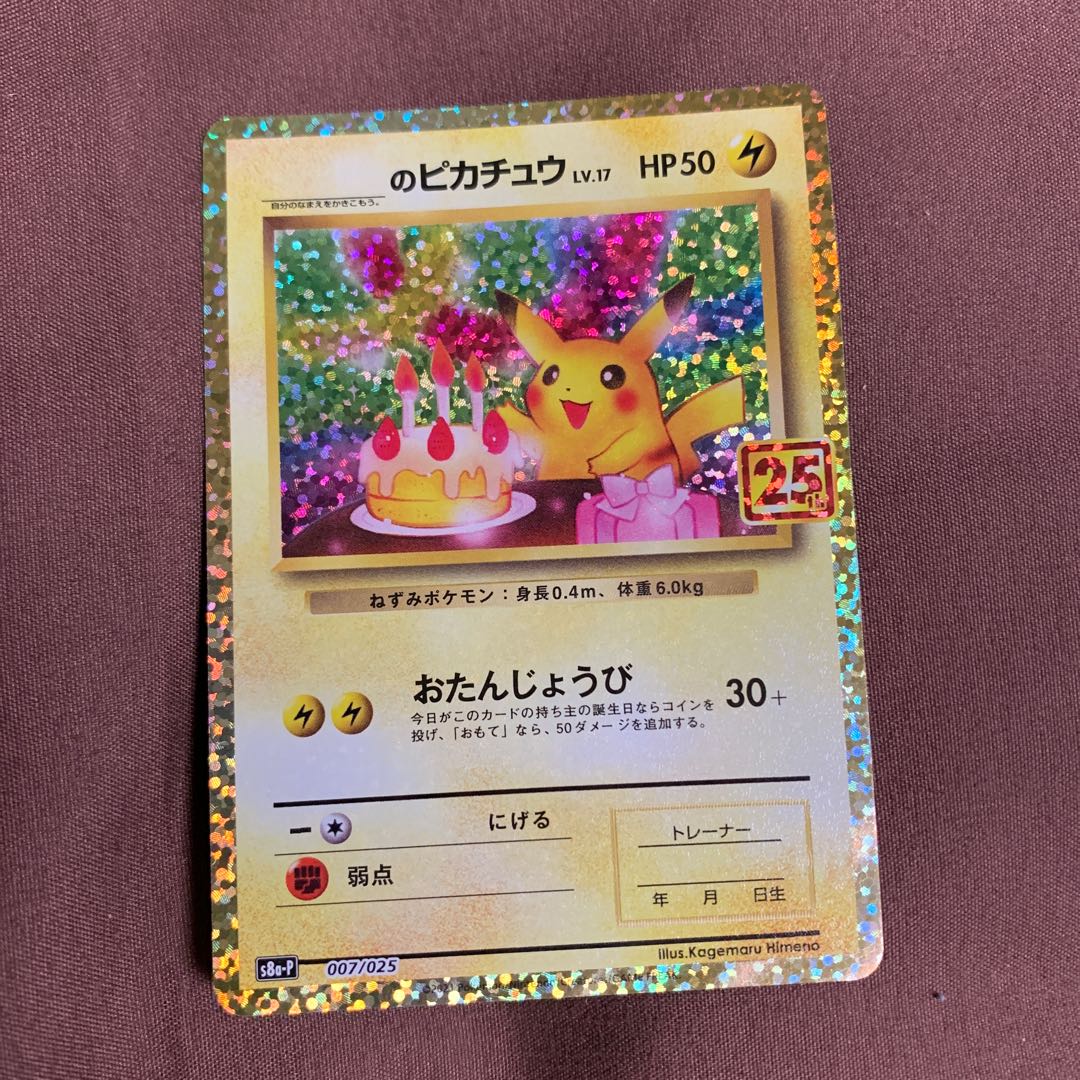 のピカチュウ LV.17 HP50
自分のなまえをかきこもう。
25th
ねずみポケモン：身長0.4m、体重6.0kg
おたんじょうび 30+
今日がこのカードの持ち主の誕生日ならコインを
投げ、「おもて」なら、50ダメージを追加する。
にげる
弱点
トレーナー
年 月 日生
illus.Kagemaru Himeno
s8a-P 007/025
©2021